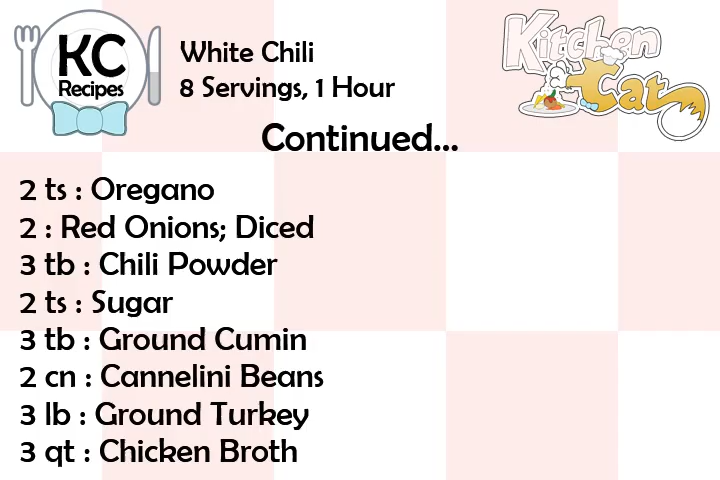 KC
Recipes
White Chili
8 Servings, 1 Hour
Kitchen
Cat
Continued...
2 ts : Oregano
2 : Red Onions; Diced
3 tb : Chili Powder
2 ts : Sugar
3 tb : Ground Cumin
2 cn : Cannelini Beans
3 lb : Ground Turkey
3 qt : Chicken Broth